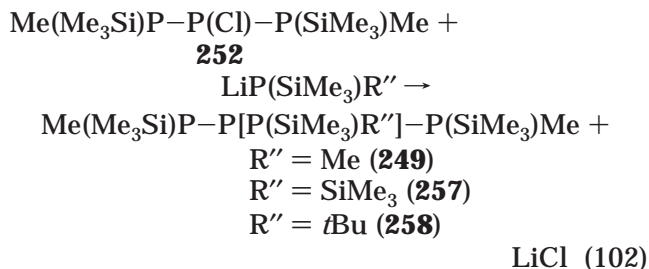 Me(Me₃Si)P−P(Cl)−P(SiMe₃)Me +
252
LiP(SiMe₃)R″ →
Me(Me₃Si)P−P[P(SiMe₃)R″]−P(SiMe₃)Me +
R″ = Me (249)
R″ = SiMe₃ (257)
R″ = tBu (258)
LiCl (102)